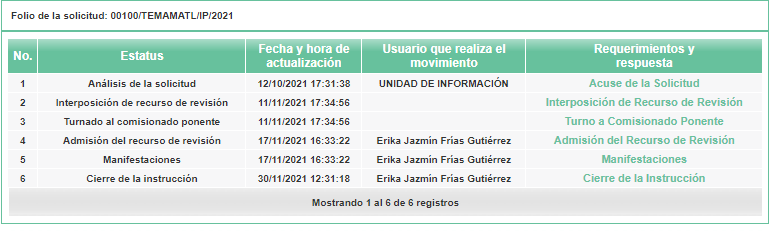 Folio de la solicitud: 00100/TEMAMATL/IP/2021
No. Estatus Fecha y hora de actualización Usuario que realiza el movimiento Requerimientos y respuesta
1 Análisis de la solicitud 12/10/2021 17:31:38 UNIDAD DE INFORMACIÓN Acuse de la Solicitud
2 Interposición de recurso de revisión 11/11/2021 17:34:56 Interposición de Recurso de Revisión
3 Turnado al comisionado ponente 11/11/2021 17:34:56 Turno a Comisionado Ponente
4 Admisión del recurso de revisión 17/11/2021 16:33:22 Erika Jazmín Frías Gutiérrez Admisión del Recurso de Revisión
5 Manifestaciones 17/11/2021 16:33:22 Erika Jazmín Frías Gutiérrez Manifestaciones
6 Cierre de la instrucción 30/11/2021 12:31:18 Erika Jazmín Frías Gutiérrez Cierre de la Instrucción
Mostrando 1 al 6 de 6 registros